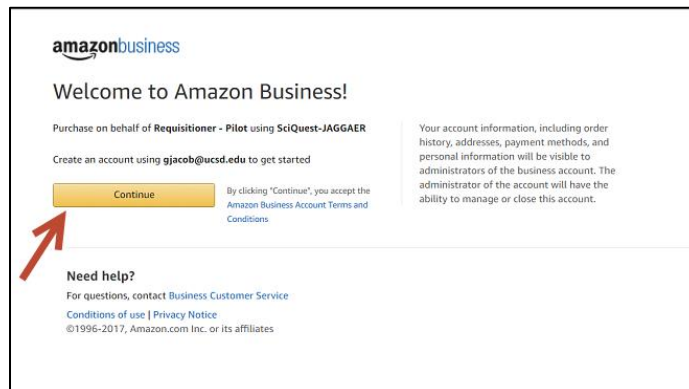 amazonbusiness
Welcome to Amazon Business!
Purchase on behalf of Requisitioner - Pilot using SciQuest-JAGGAER
Create an account using gjacob@ucsd.edu to get started
Continue
By clicking "Continue", you accept the
Amazon Business Account Terms and
Conditions
Your account information, including order
history, addresses, payment methods, and
personal information will be visible to
administrators of the business account. The
administrator of the account will have the
ability to manage or close this account.
Need help?
For questions, contact Business Customer Service
Conditions of use | Privacy Notice
©1996-2017, Amazon.com Inc. or its affiliates